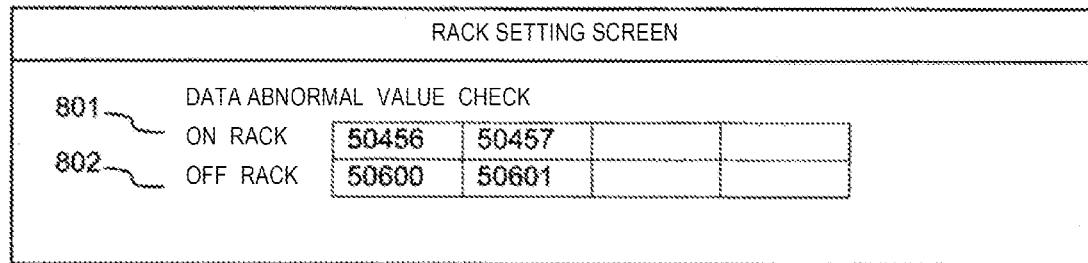 RACK SETTING SCREEN
801 DATA ABNORMAL VALUE CHECK
ON RACK 50456 50457
802 OFF RACK 50600 50601